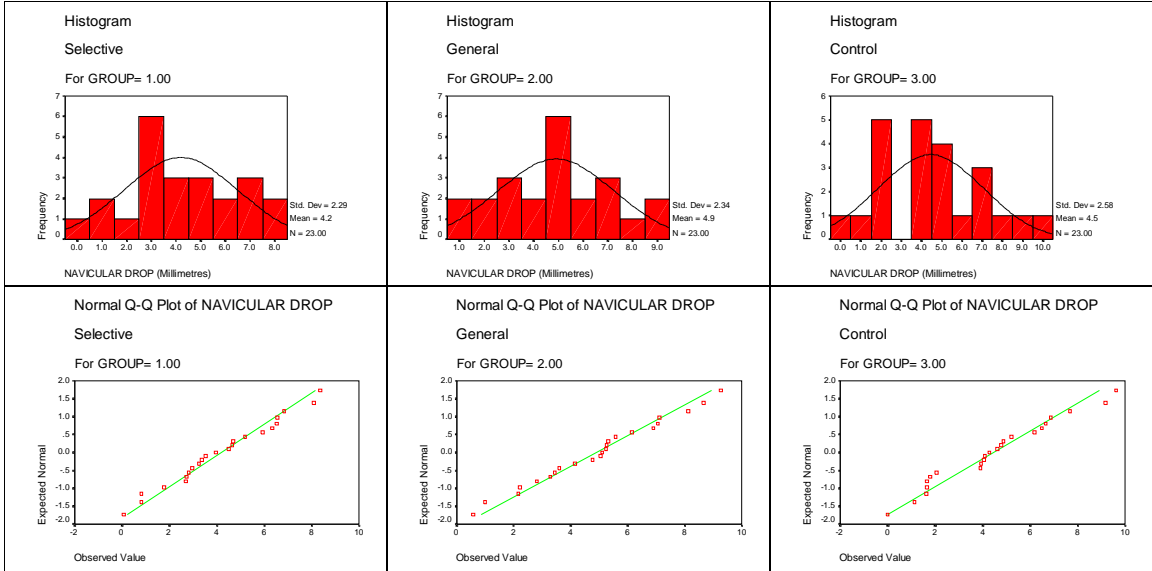 Histogram
Selective
For GROUP= 1.00
7
6
5
4
3
2
1
0
Frequency
Std. Dev = 2.29
Mean = 4.2
N = 23.00
0.0 1.0 2.0 3.0 4.0 5.0 6.0 7.0 8.0
NAVICULAR DROP (Millimetres)
Histogram
General
For GROUP= 2.00
7
6
5
4
3
2
1
0
Frequency
Std. Dev = 2.34
Mean = 4.9
N = 23.00
1.0 2.0 3.0 4.0 5.0 6.0 7.0 8.0 9.0
NAVICULAR DROP (Millimetres)
Histogram
Control
For GROUP= 3.00
6
5
4
3
2
1
0
Frequency
Std. Dev = 2.58
Mean = 4.5
N = 23.00
0.0 1.0 2.0 3.0 4.0 5.0 6.0 7.0 8.0 9.0 10.0
NAVICULAR DROP (Millimetres)
Normal Q-Q Plot of NAVICULAR DROP
Selective
For GROUP= 1.00
2.0
1.5
1.0
.5
0.0
-.5
-1.0
-1.5
-2.0
Expected Normal
-2 0 2 4 6 8 10
Observed Value
Normal Q-Q Plot of NAVICULAR DROP
General
For GROUP= 2.00
2.0
1.5
1.0
.5
0.0
-.5
-1.0
-1.5
-2.0
Expected Normal
0 2 4 6 8 10
Observed Value
Normal Q-Q Plot of NAVICULAR DROP
Control
For GROUP= 3.00
2.0
1.5
1.0
.5
0.0
-.5
-1.0
-1.5
-2.0
Expected Normal
-2 0 2 4 6 8 10
Observed Value